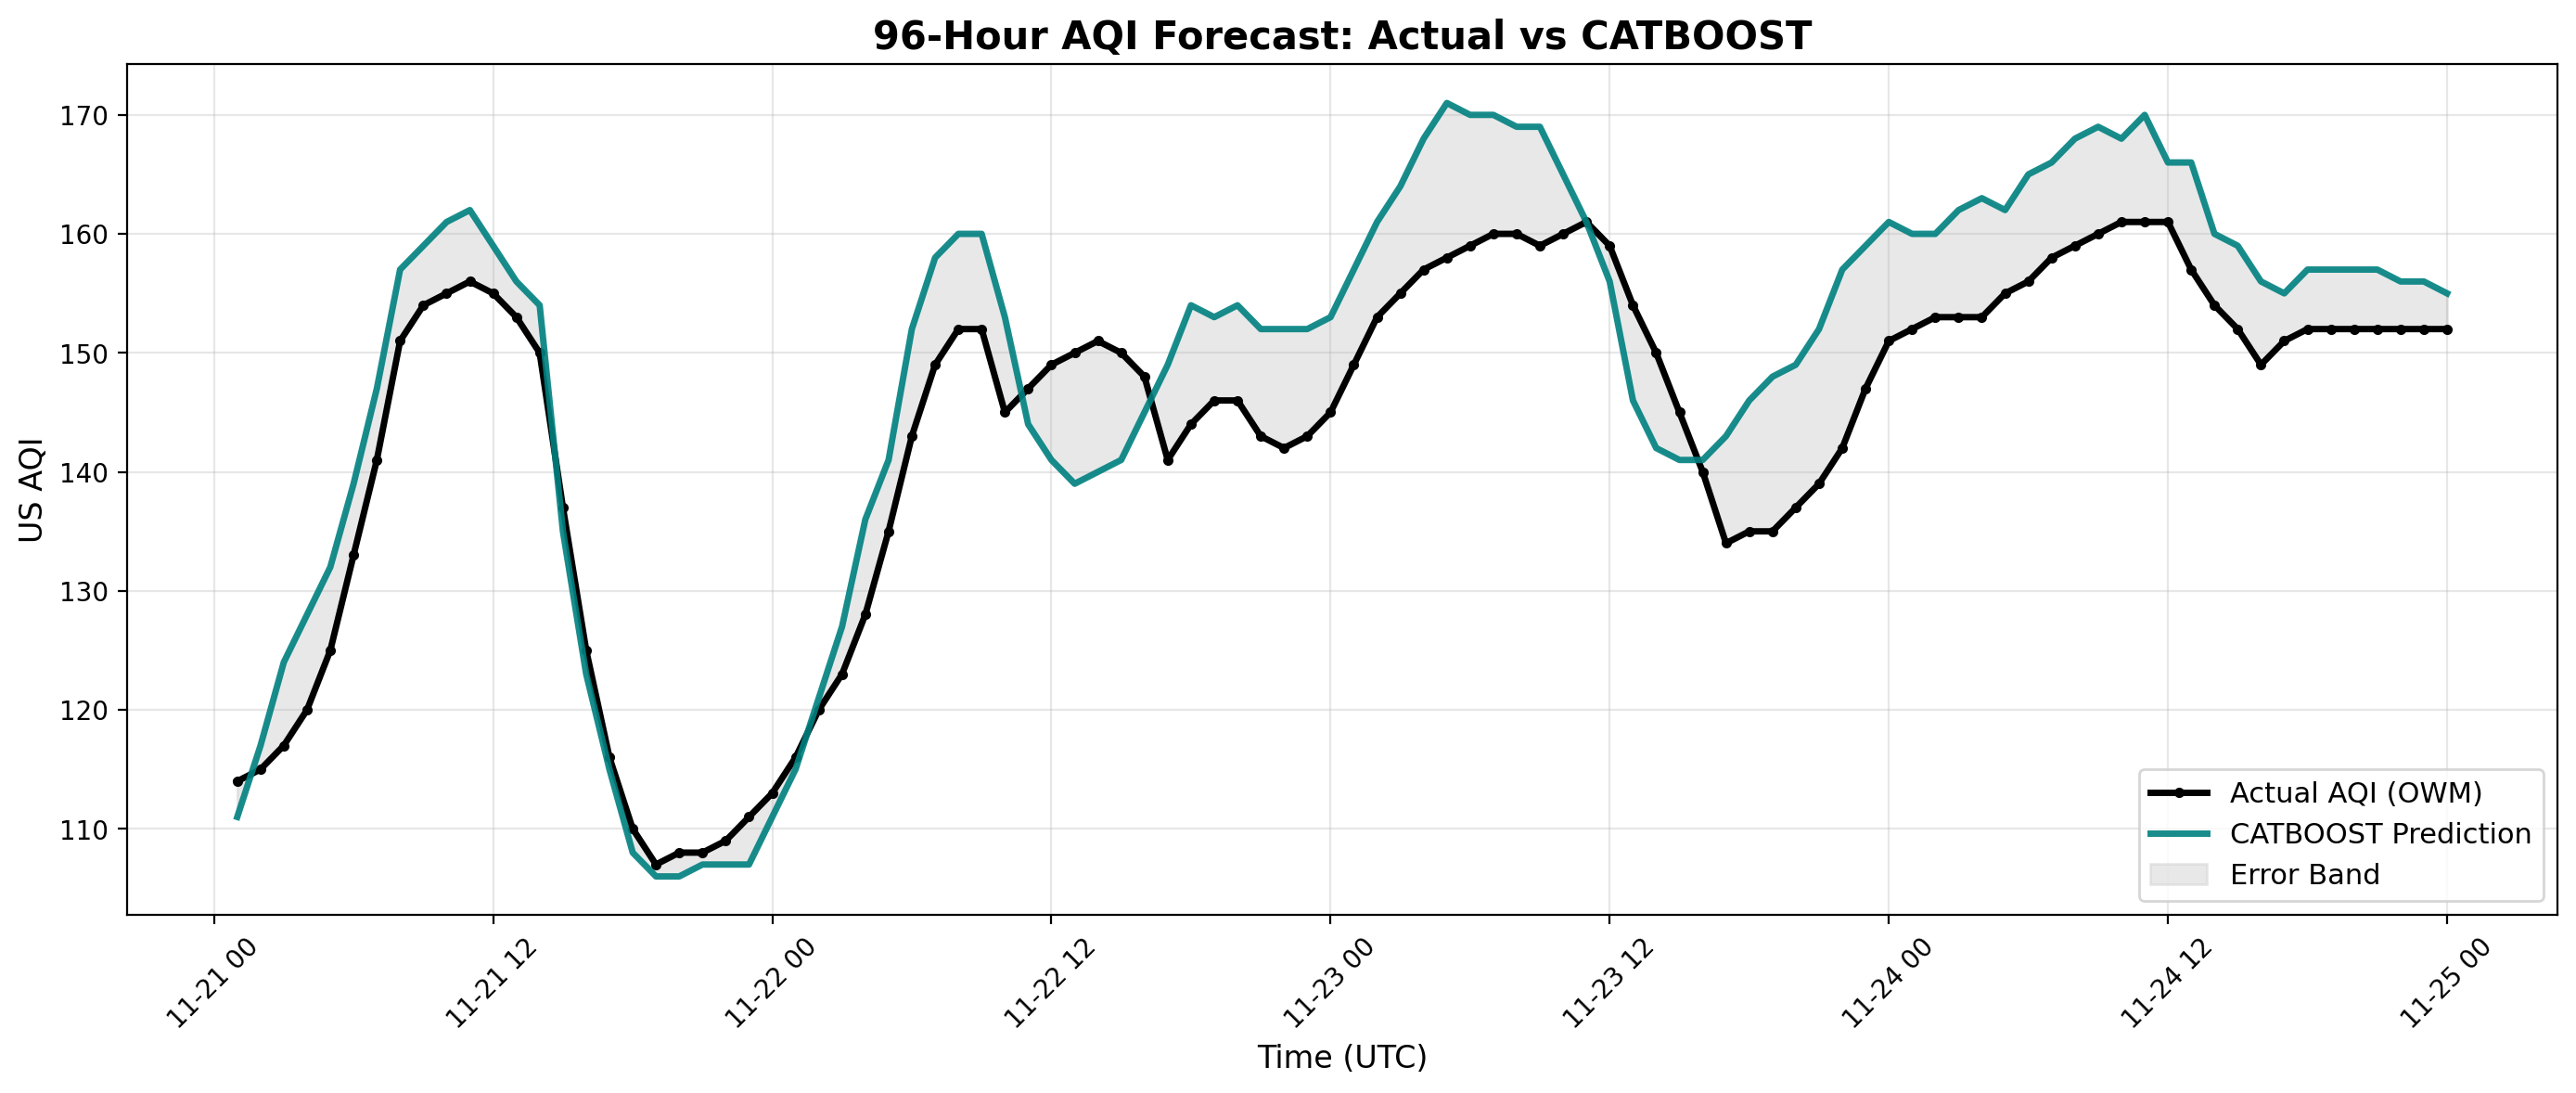 96-Hour AQI Forecast: Actual vs CATBOOST
US AQI
170
160
150
140
130
120
110
Actual AQI (OWM)
CATBOOST Prediction
Error Band
11-21 00
11-21 12
11-22 00
11-22 12
11-23 00
11-23 12
11-24 00
11-24 12
11-25 00
Time (UTC)